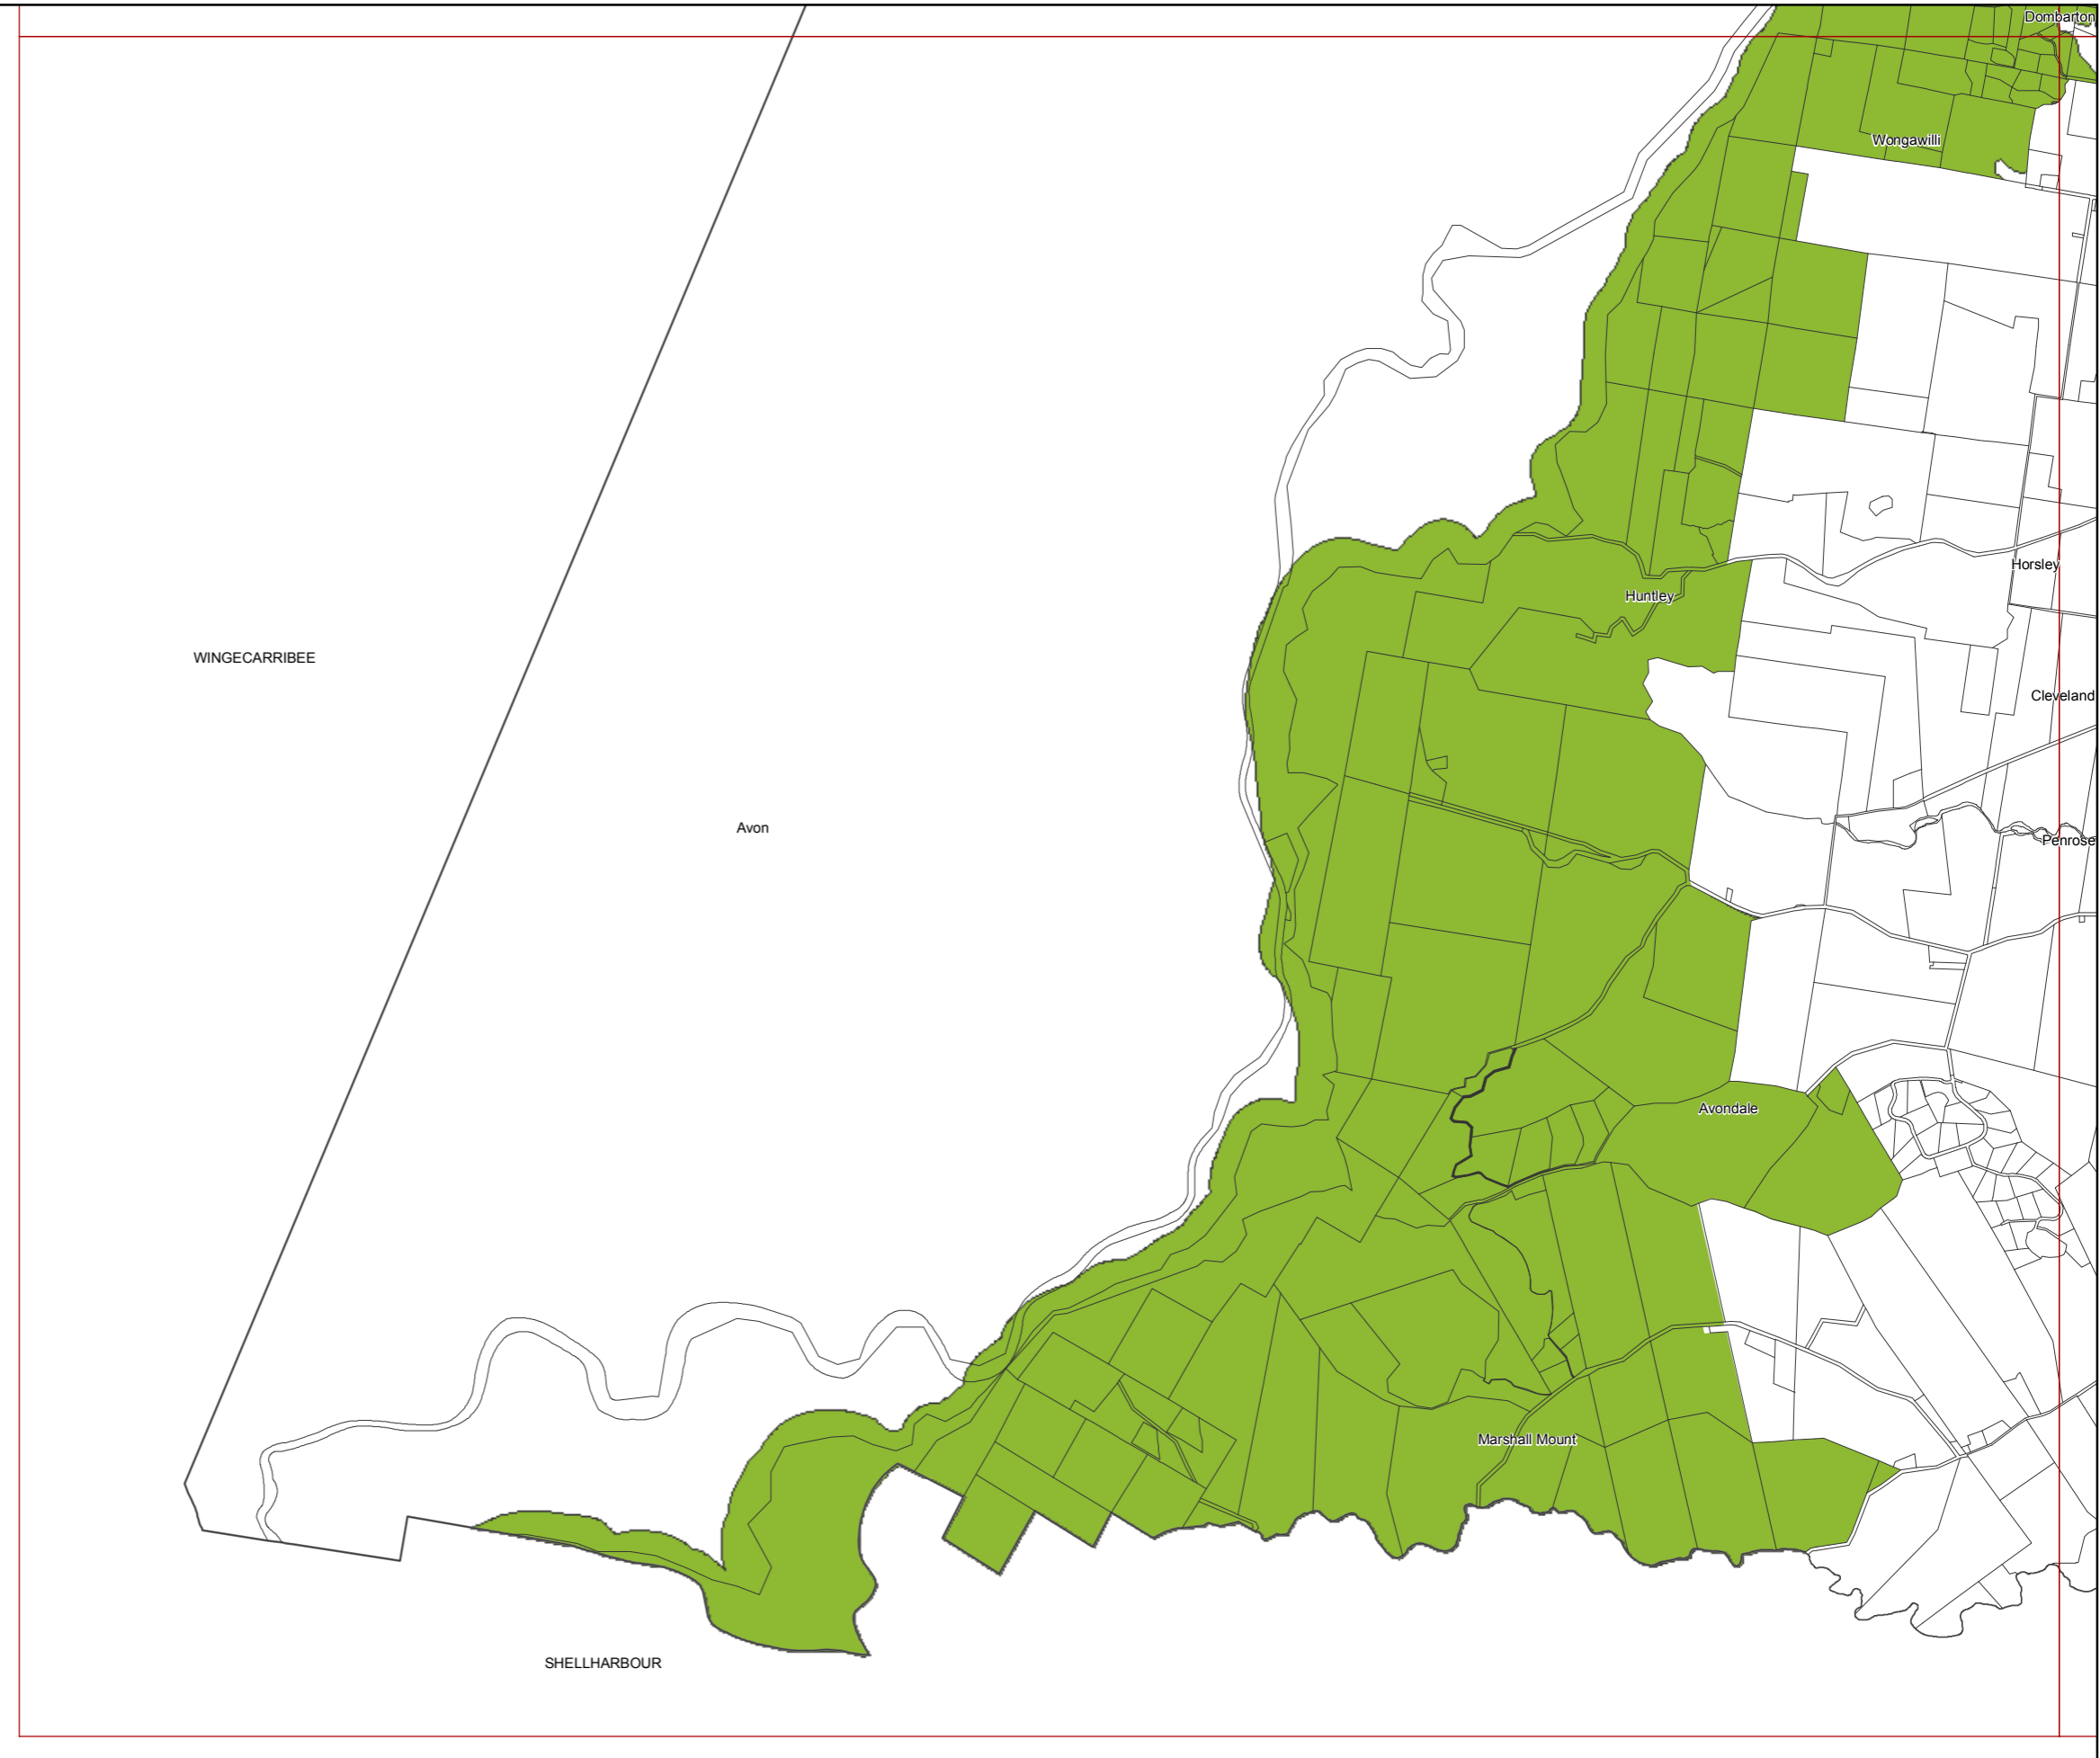 Dombarton
Wongawilli
Horsley
Huntley
WINGECARRIBEE
Cleveland
Avon
Penrose
Avondale
Marshall Mount
SHELLHARBOUR